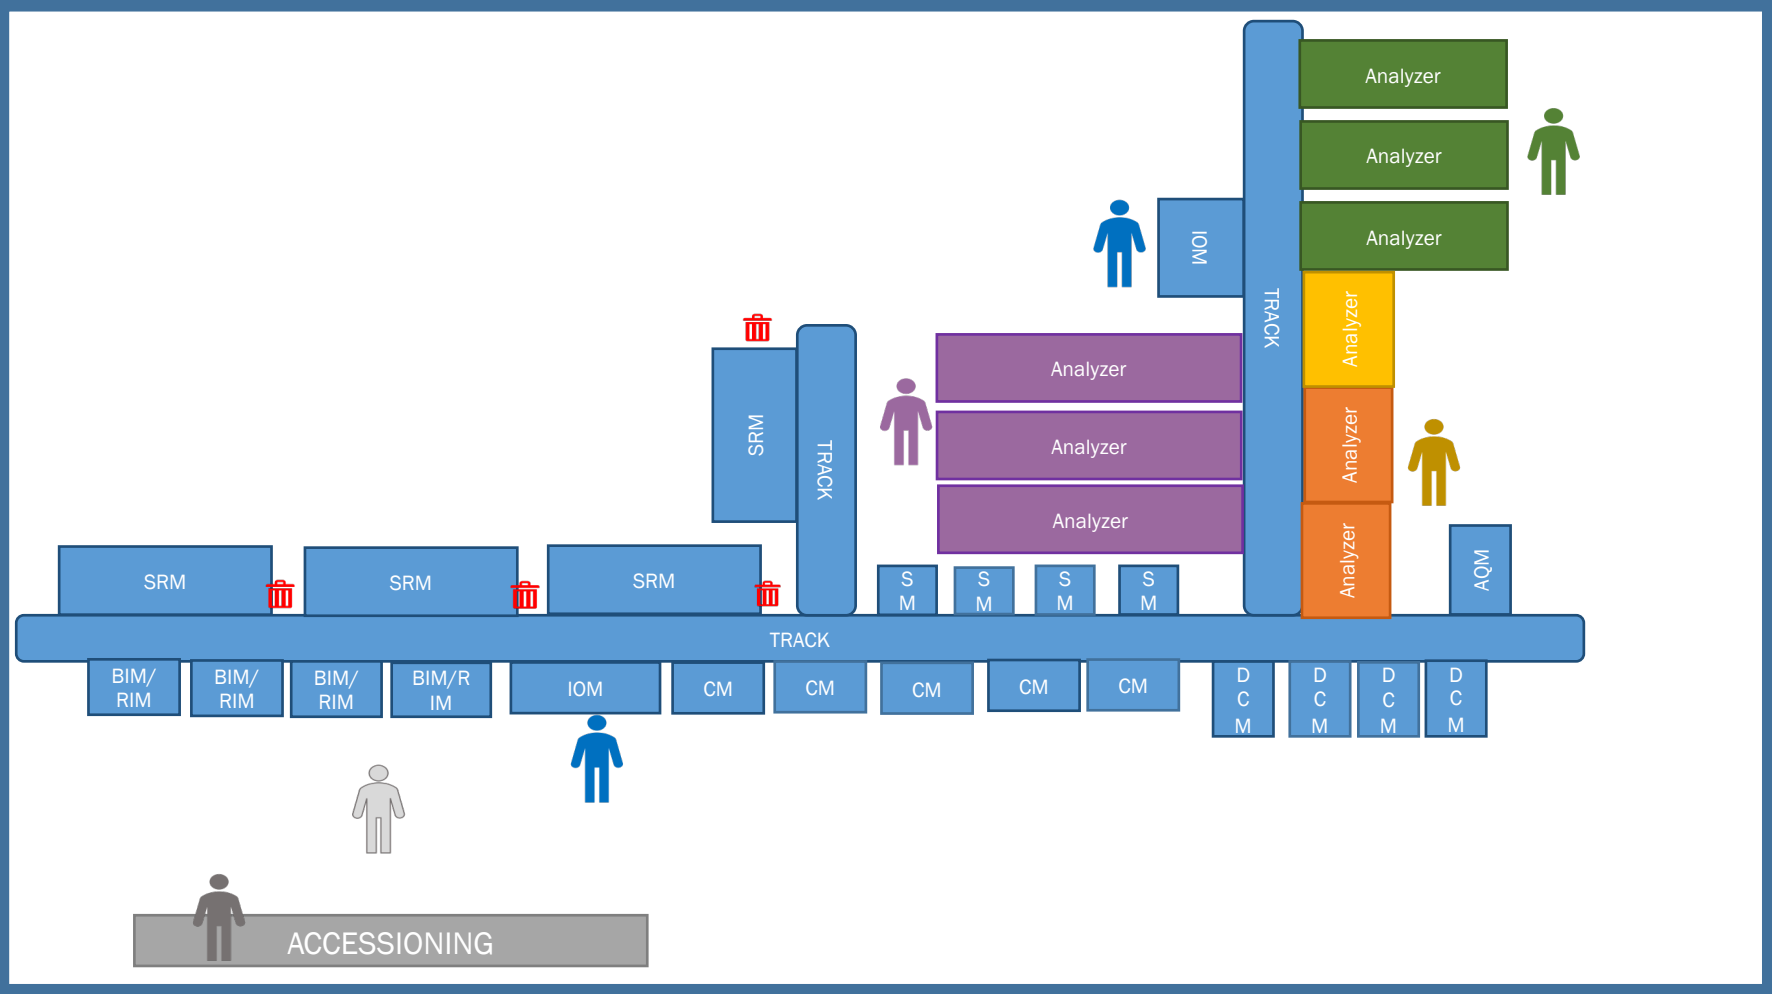 Analyzer
Analyzer
Analyzer
IOM
TRACK
Analyzer
Analyzer
Analyzer
Analyzer
Analyzer
Analyzer
SRM
TRACK
SRM
SRM
SRM
S
M
S
M
S
M
S
M
AQM
TRACK
BIM/
RIM
BIM/
RIM
BIM/
RIM
BIM/R
IM
IOM
CM
CM
CM
CM
CM
D
C
M
D
C
M
D
C
M
D
C
M
ACCESSIONING